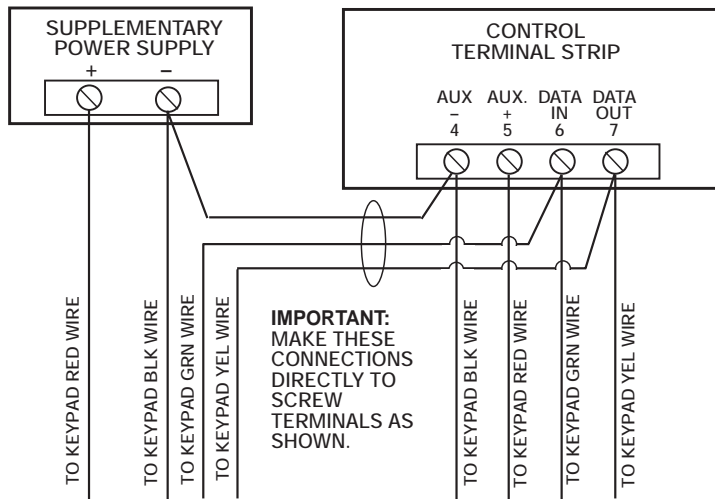 SUPPLEMENTARY
POWER SUPPLY
+ –
CONTROL
TERMINAL STRIP
AUX AUX. DATA DATA
– + IN OUT
4 5 6 7
TO KEYPAD RED WIRE
TO KEYPAD BLK WIRE
TO KEYPAD GRN WIRE
TO KEYPAD YEL WIRE
IMPORTANT:
MAKE THESE
CONNECTIONS
DIRECTLY TO
SCREW
TERMINALS AS
SHOWN.
TO KEYPAD BLK WIRE
TO KEYPAD RED WIRE
TO KEYPAD GRN WIRE
TO KEYPAD YEL WIRE